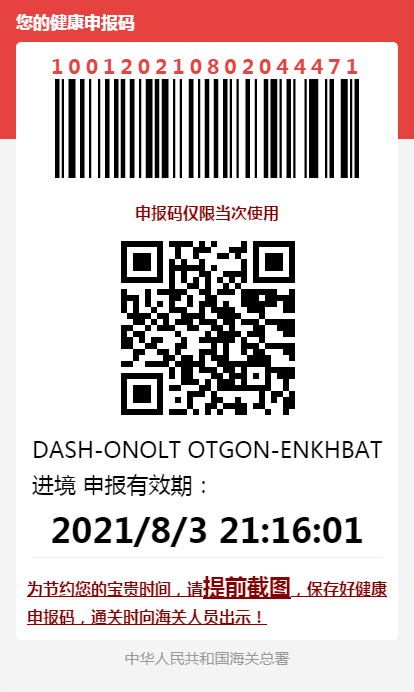 您的健康申报码
100120210802044471
申报码仅限当次使用
DASH-ONOLT OTGON-ENKHBAT
进境 申报有效期：
2021/8/3 21:16:01
为节约您的宝贵时间，请提前截图，保存好健康
申报码，通关时向海关人员出示！
中华人民共和国海关总署